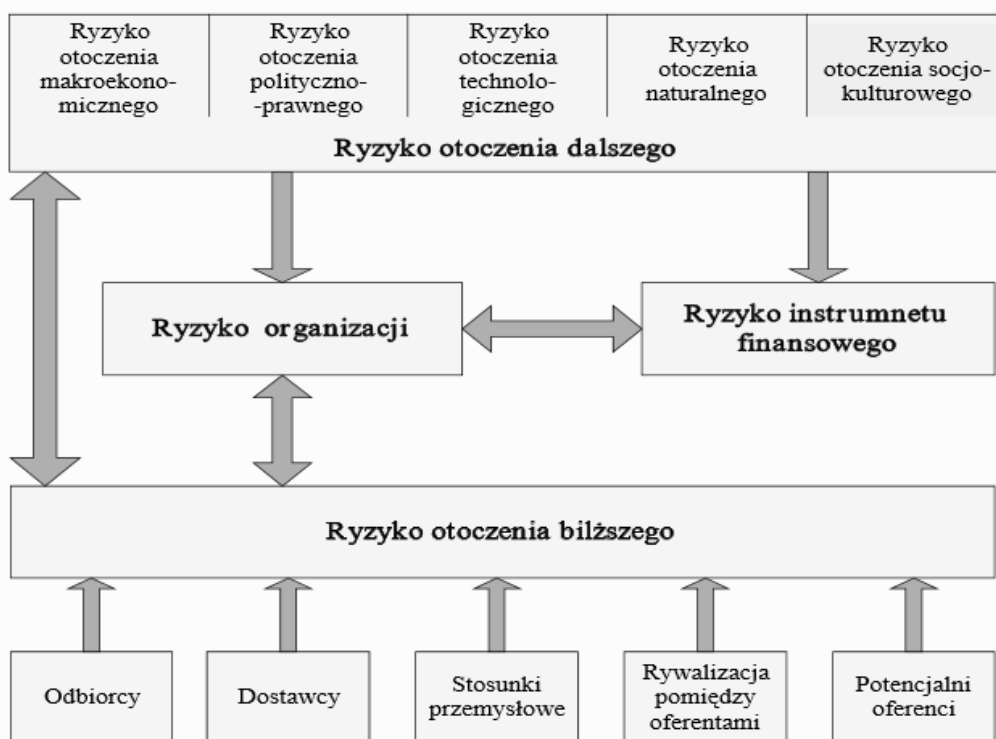 Ryzyko
otoczenia
makroekono-
micznego
Ryzyko
otoczenia
polityczno-
-prawnego
Ryzyko
otoczenia
technolo-
gicznego
Ryzyko
otoczenia
naturalnego
Ryzyko
otoczenia socjo-
kulturowego
Ryzyko otoczenia dalszego
Ryzyko organizacji
Ryzyko instrumnetu
finansowego
Ryzyko otoczenia bilższego
Odbiorcy
Dostawcy
Stosunki
przemysłowe
Rywalizacja
pomiędzy
oferentami
Potencjalni
oferenci